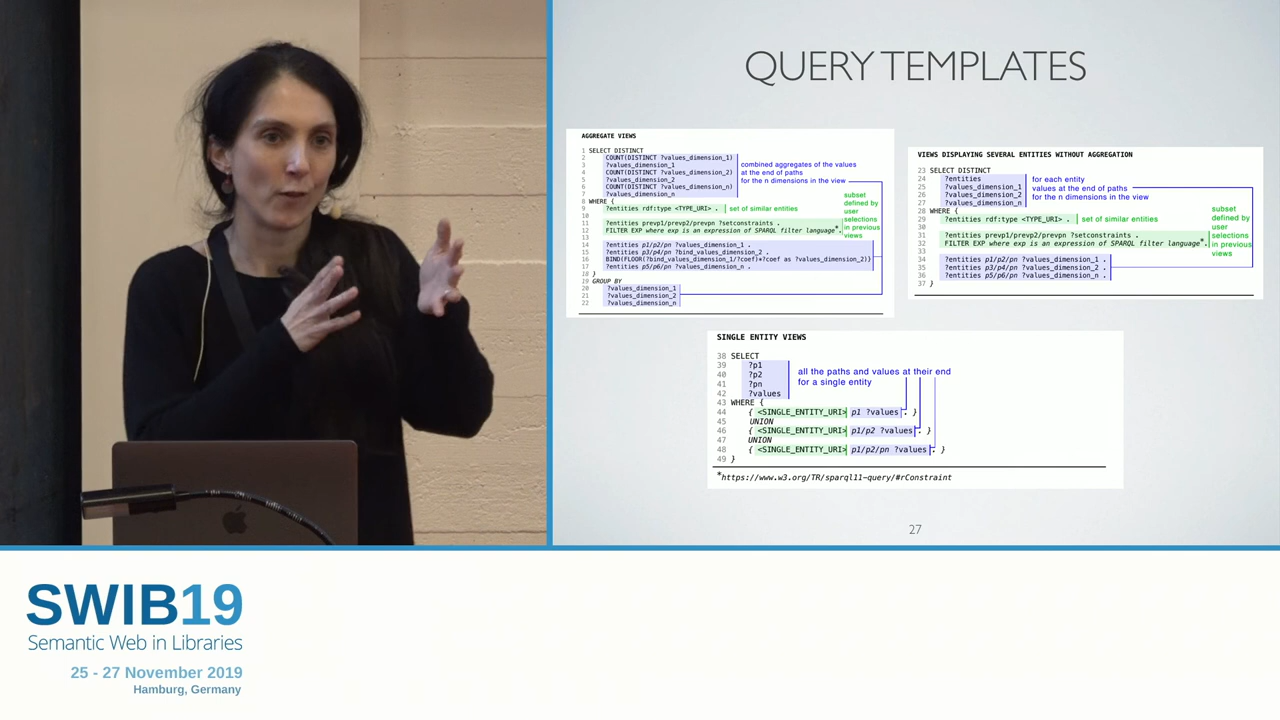 QUERY TEMPLATES
AGGREGATE VIEWS
1 SELECT DISTINCT
2 COUNT(DISTINCT ?values_dimension_1)
3 ?values_dimension_1
4 COUNT(DISTINCT ?values_dimension_2)
5 ?values_dimension_2
6 COUNT(DISTINCT ?values_dimension_n)
7 ?values_dimension_n
8 WHERE {
9 ?entities rdf:type <TYPE_URI> .
10
11 ?entities prevp1/prevp2/prevpn ?setconstraints .
12 FILTER EXP where exp is an expression of SPARQL filter language*.
13
14 ?entities p1/p2/pn ?values_dimension_1 .
15 ?entities p3/p4/pn ?bind_values_dimension_2 .
16 BIND(FLOOR(?bind_values_dimension_1/?coef)*?coef as ?values_dimension_2)}
17 ?entities p5/p6/pn ?values_dimension_n .
18 }
19 GROUP BY
20 ?values_dimension_1
21 ?values_dimension_2
22 ?values_dimension_n
combined aggregates of the values
at the end of paths
for the n dimensions in the view
set of similar entities
subset
defined by
user
selections
in previous
views
VIEWS DISPLAYING SEVERAL ENTITIES WITHOUT AGGREGATION
23 SELECT DISTINCT
24 ?entities
25 ?values_dimension_1
26 ?values_dimension_2
27 ?values_dimension_n
28 WHERE {
29 ?entities rdf:type <TYPE_URI> .
30
31 ?entities prevp1/prevp2/prevpn ?setconstraints .
32 FILTER EXP where exp is an expression of SPARQL filter language*.
33
34 ?entities p1/p2/pn ?values_dimension_1 .
35 ?entities p3/p4/pn ?values_dimension_2 .
36 ?entities p5/p6/pn ?values_dimension_n .
37 }
for each entity
values at the end of paths
for the n dimensions in the view
set of similar entities
subset
defined by
user
selections
in previous
views
SINGLE ENTITY VIEWS
38 SELECT
39 ?p1
40 ?p2
41 ?pn
42 ?values
43 WHERE {
44 { <SINGLE_ENTITY_URI> p1 ?values . }
45 UNION
46 { <SINGLE_ENTITY_URI> p1/p2 ?values . }
47 UNION
48 { <SINGLE_ENTITY_URI> p1/p2/pn ?values . }
49 }
all the paths and values at their end
for a single entity
*https://www.w3.org/TR/sparql11-query/#rConstraint
27
SWIB19
Semantic Web in Libraries
25 - 27 November 2019
Hamburg, Germany